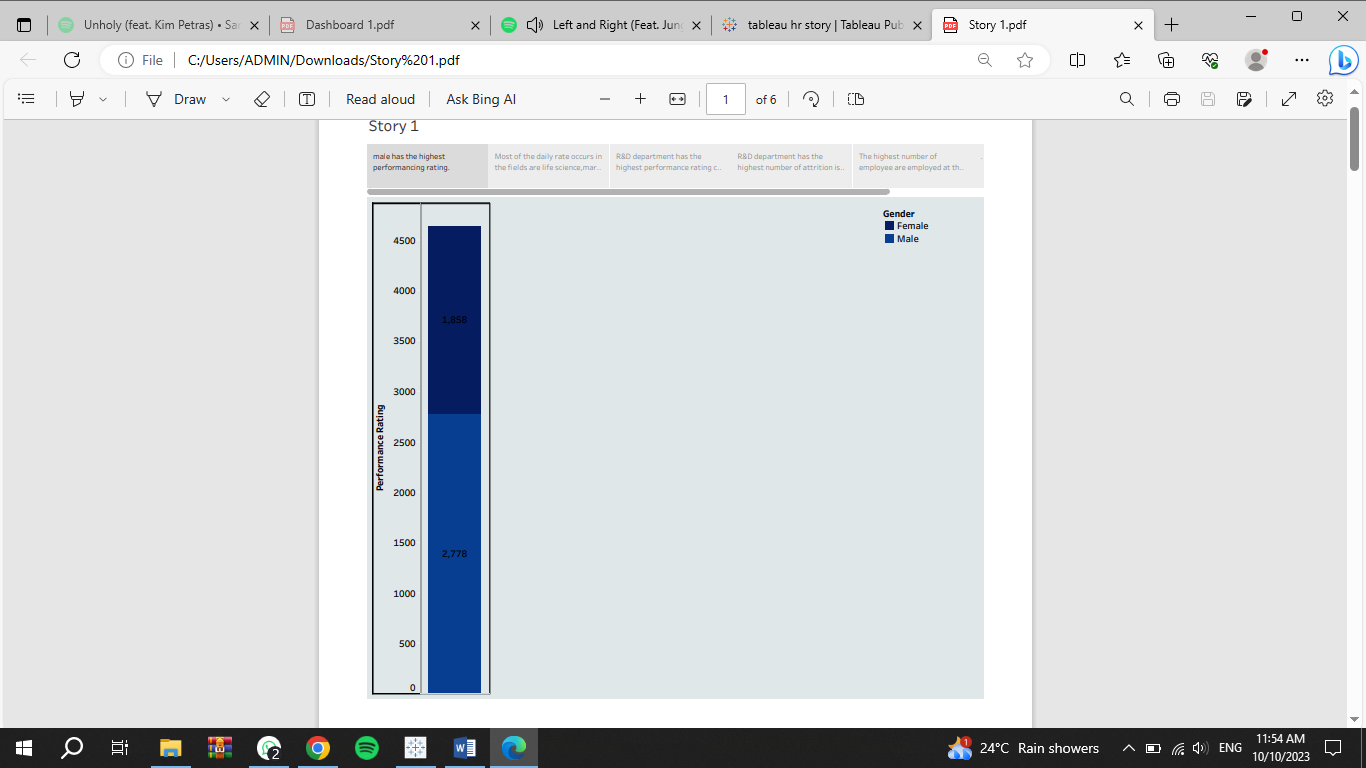 Unholy (feat. Kim Petras) • Sa
Dashboard 1.pdf
Left and Right (Feat. Jun
tableau hr story | Tableau Pub
Story 1.pdf
File
C:/Users/ADMIN/Downloads/Story%201.pdf
Draw
Read aloud
Ask Bing AI
1
of 6
Story 1
male has the highest
performancing rating.
Most of the daily rate occurs in
the fields are life science,mar..
R&D department has the
highest performance rating c..
R&D department has the
highest number of attrition is..
The highest number of
employee are employed at th..
Gender
Female
Male
4500
4000
3500
3000
2500
2000
1500
1000
500
0
Performance Rating
2,778
2
1
24°C Rain showers
ENG
11:54 AM
10/10/2023